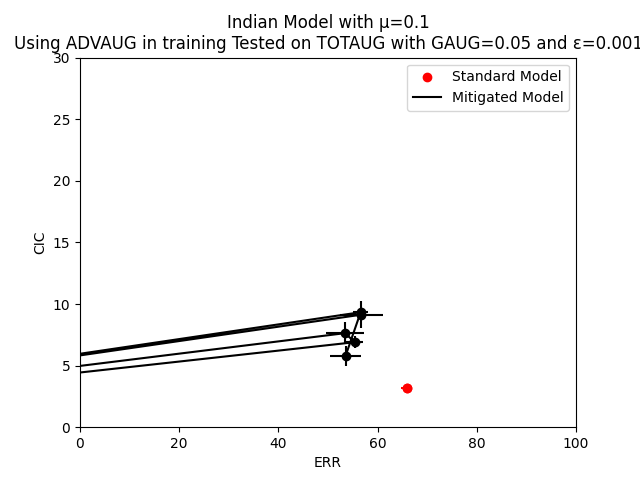 Indian Model with μ=0.1
Using ADVAUG in training Tested on TOTAUG with GAUG=0.05 and ε=0.001
30
25
20
15
10
5
0
CIC
Standard Model
Mitigated Model
0 20 40 60 80 100
ERR